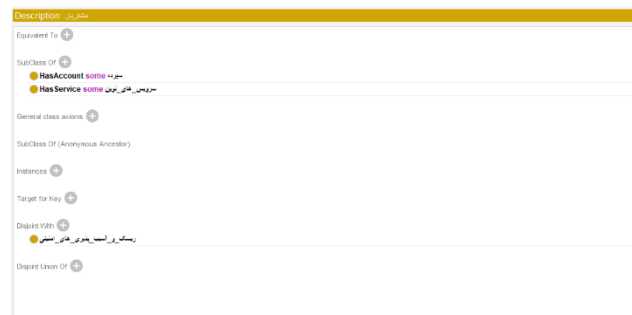 Description: مشتریان
Equivalent To
SubClass Of
HasAccount some سپرده
HasService some سرویس_های_نوین
General class axioms
SubClass Of (Anonymous Ancestor)
Instances
Target for Key
Disjoint With
ریسک_و_آسیب_پذیری_های_امنیتی
Disjoint Union Of